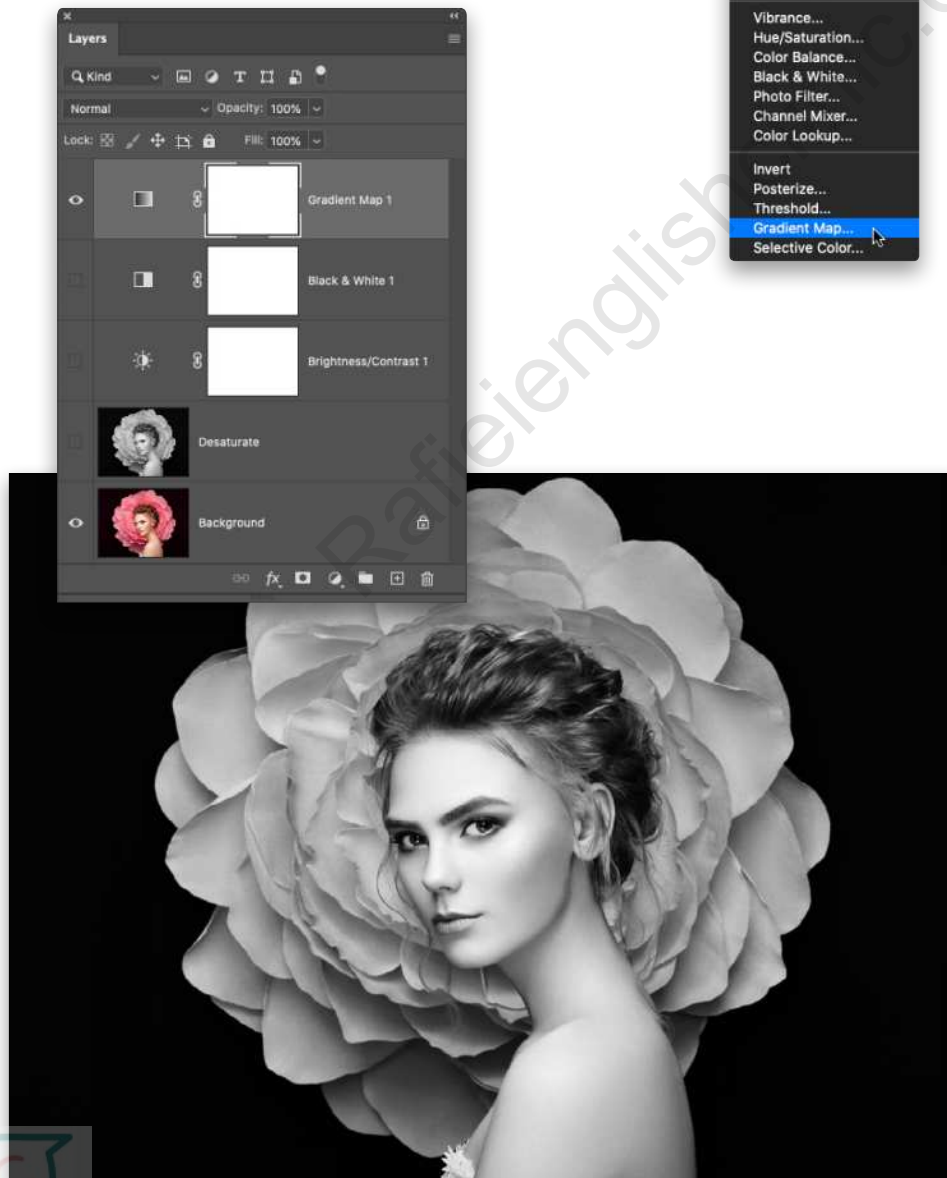 Layers
Kind
Normal
Opacity: 100%
Lock:
Fill: 100%
Gradient Map 1
Black & White 1
Brightness/Contrast 1
Desaturate
Background
fx
Vibrance...
Hue/Saturation...
Color Balance...
Black & White...
Photo Filter...
Channel Mixer...
Color Lookup...
Invert
Posterize...
Threshold...
Gradient Map...
Selective Color...